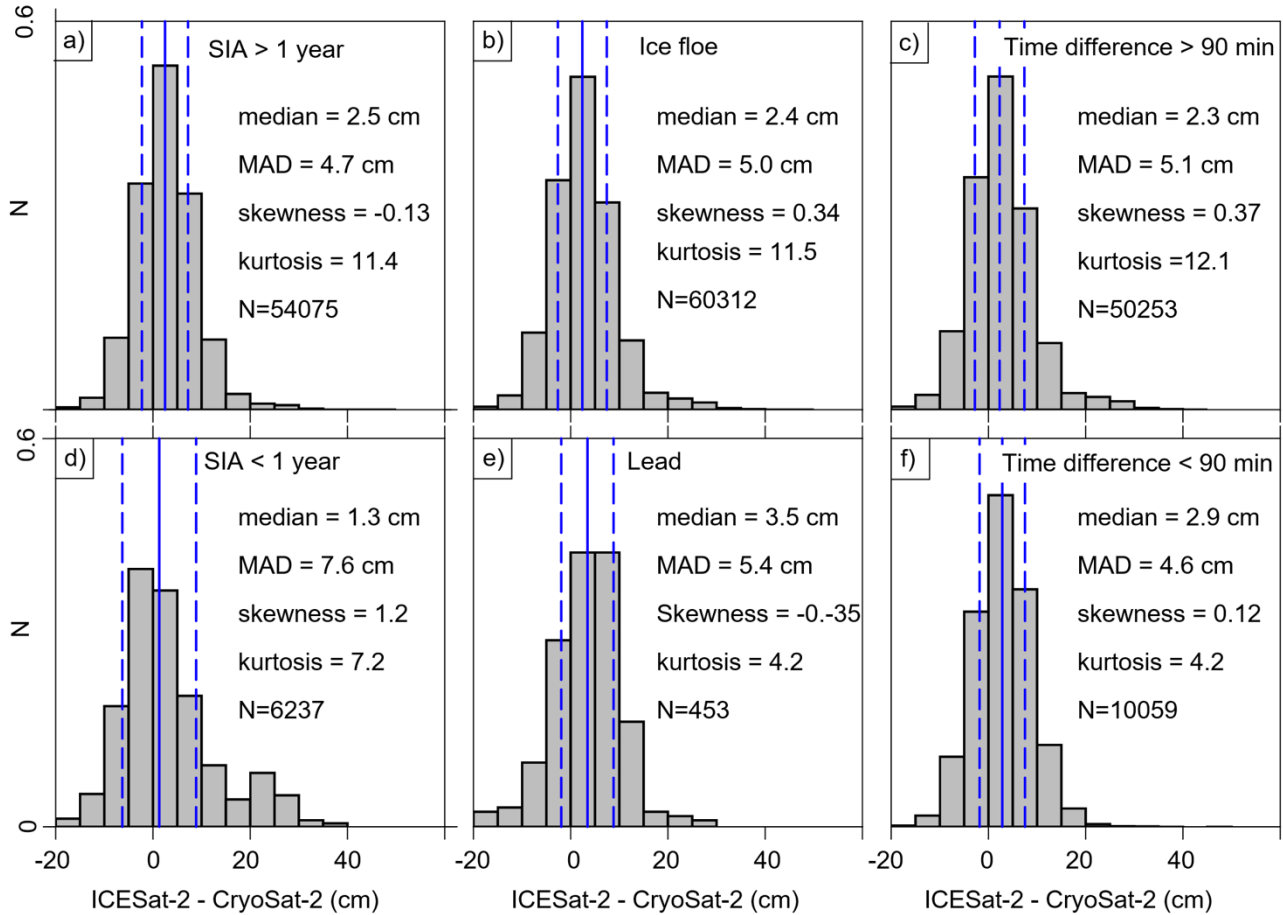 0.6
N
a)
SIA > 1 year
median = 2.5 cm
MAD = 4.7 cm
skewness = -0.13
kurtosis = 11.4
N=54075
b)
Ice floe
median = 2.4 cm
MAD = 5.0 cm
skewness = 0.34
kurtosis = 11.5
N=60312
c)
Time difference > 90 min
median = 2.3 cm
MAD = 5.1 cm
skewness = 0.37
kurtosis =12.1
N=50253
0.6
N
0
d)
SIA < 1 year
median = 1.3 cm
MAD = 7.6 cm
skewness = 1.2
kurtosis = 7.2
N=6237
-20 0 20 40
ICESat-2 - CryoSat-2 (cm)
e)
Lead
median = 3.5 cm
MAD = 5.4 cm
Skewness = -0.-35
kurtosis = 4.2
N=453
-20 0 20 40
ICESat-2 - CryoSat-2 (cm)
f)
Time difference < 90 min
median = 2.9 cm
MAD = 4.6 cm
skewness = 0.12
kurtosis = 4.2
N=10059
-20 0 20 40
ICESat-2 - CryoSat-2 (cm)